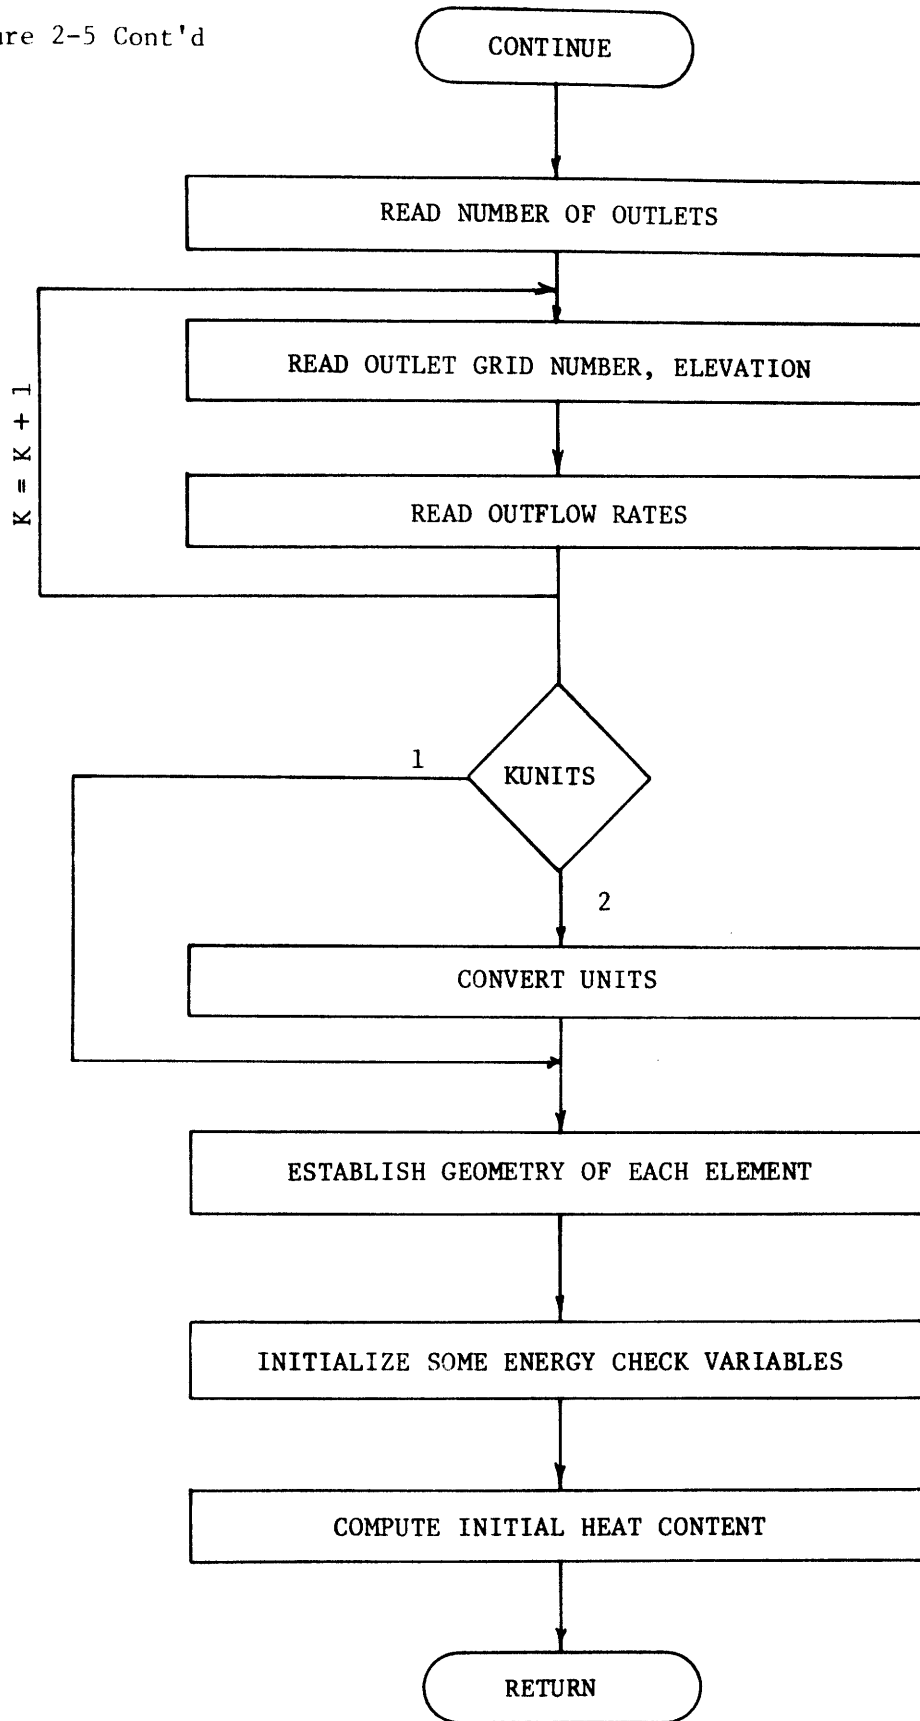 ure 2-5 Cont'd
CONTINUE
READ NUMBER OF OUTLETS
READ OUTLET GRID NUMBER, ELEVATION
K = K + 1
READ OUTFLOW RATES
1
KUNITS
2
CONVERT UNITS
ESTABLISH GEOMETRY OF EACH ELEMENT
INITIALIZE SOME ENERGY CHECK VARIABLES
COMPUTE INITIAL HEAT CONTENT
RETURN